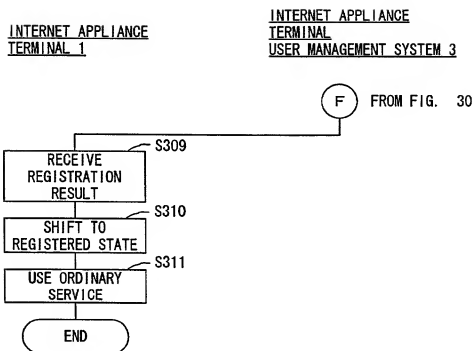 INTERNET APPLIANCE
TERMINAL 1
INTERNET APPLIANCE
TERMINAL
USER MANAGEMENT SYSTEM 3
F FROM FIG. 30
S309
RECEIVE
REGISTRATION
RESULT
S310
SHIFT TO
REGISTERED STATE
S311
USE ORDINARY
SERVICE
END